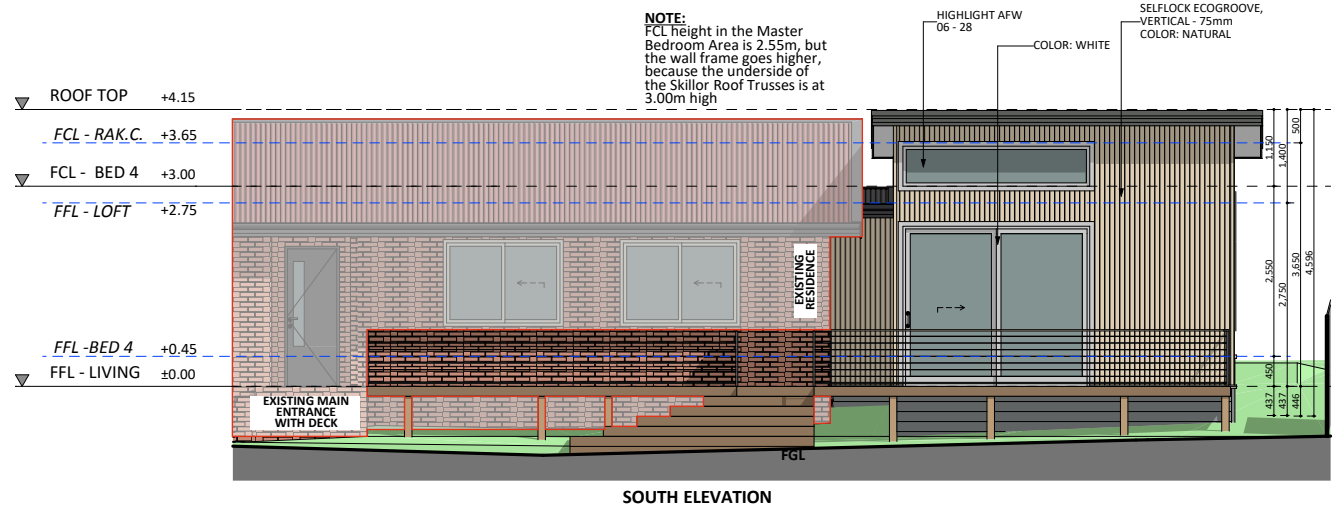 NOTE:
FCL height in the Master
Bedroom Area is 2.55m, but
the wall frame goes higher,
because the underside of
the Skillor Roof Trusses is at
3.00m high
HIGHLIGHT AFW
06 - 28
COLOR: WHITE
SELFLOCK ECOGROOVE,
VERTICAL - 75mm
COLOR: NATURAL
ROOF TOP +4.15
FCL - RAK.C. +3.65
FCL - BED 4 +3.00
FFL - LOFT +2.75
FFL -BED 4 +0.45
FFL - LIVING ±0.00
EXISTING
RESIDENCE
EXISTING MAIN
ENTRANCE
WITH DECK
1,150
1,400
500
2,550
2,750
3,650
4,596
450
437
437
446
FGL
SOUTH ELEVATION